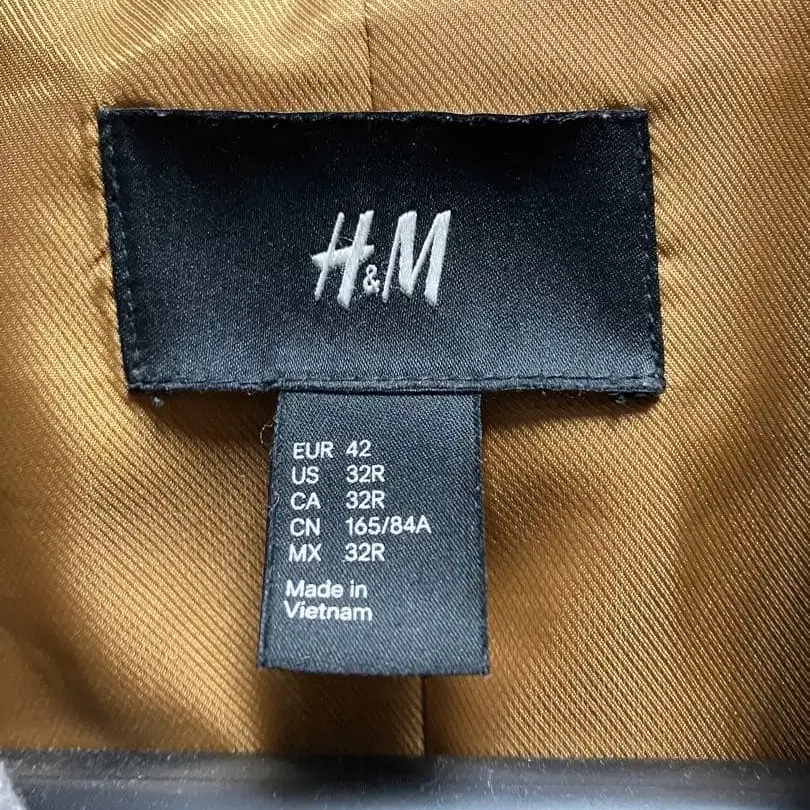 H&M
EUR 42
US 32R
CA 32R
CN 165/84A
MX 32R
Made in
Vietnam